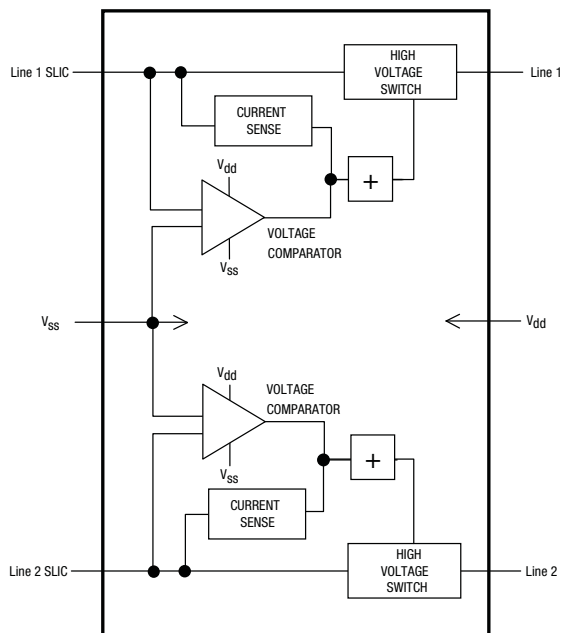 HIGH
VOLTAGE
SWITCH
Line 1 SLIC
Line 1
CURRENT
SENSE
+
Vdd
VOLTAGE
COMPARATOR
Vss
Vss
Vdd
Vdd
VOLTAGE
COMPARATOR
+
Vss
CURRENT
SENSE
HIGH
VOLTAGE
SWITCH
Line 2 SLIC
Line 2